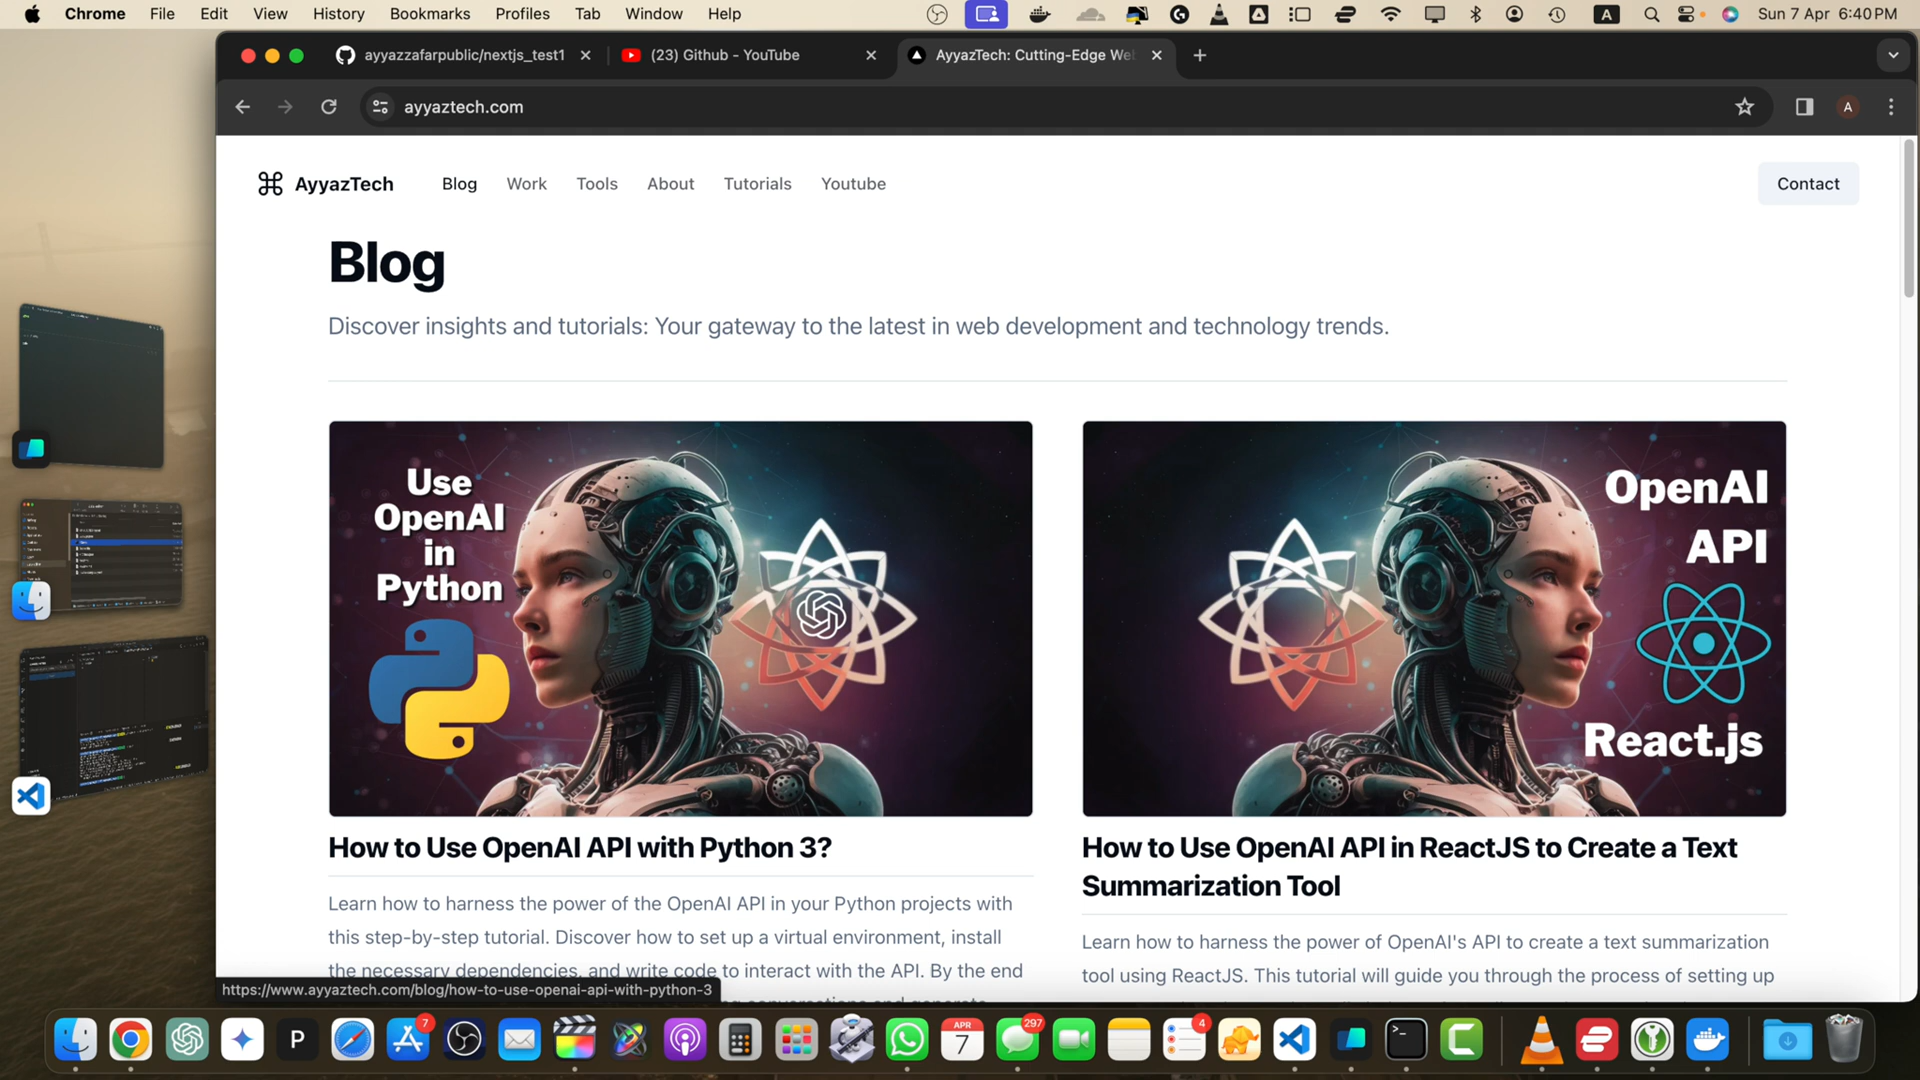 Chrome File Edit View History Bookmarks Profiles Tab Window Help A Sun 7 Apr 6:40 PM
ayyazzafarpublic/nextjs_test1 (23) Github - YouTube AyyazTech: Cutting-Edge We
ayyaztech.com A
AyyazTech Blog Work Tools About Tutorials Youtube Contact
Blog
Discover insights and tutorials: Your gateway to the latest in web development and technology trends.
Use
OpenAI
in
Python
OpenAI
API
React.js
How to Use OpenAI API with Python 3?
Learn how to harness the power of the OpenAI API in your Python projects with
this step-by-step tutorial. Discover how to set up a virtual environment, install
the necessary dependencies, and write code to interact with the API. By the end
How to Use OpenAI API in ReactJS to Create a Text
Summarization Tool
Learn how to harness the power of OpenAI's API to create a text summarization
tool using ReactJS. This tutorial will guide you through the process of setting up
https://www.ayyaztech.com/blog/how-to-use-openai-api-with-python-3
P 7 APR 7 297 4